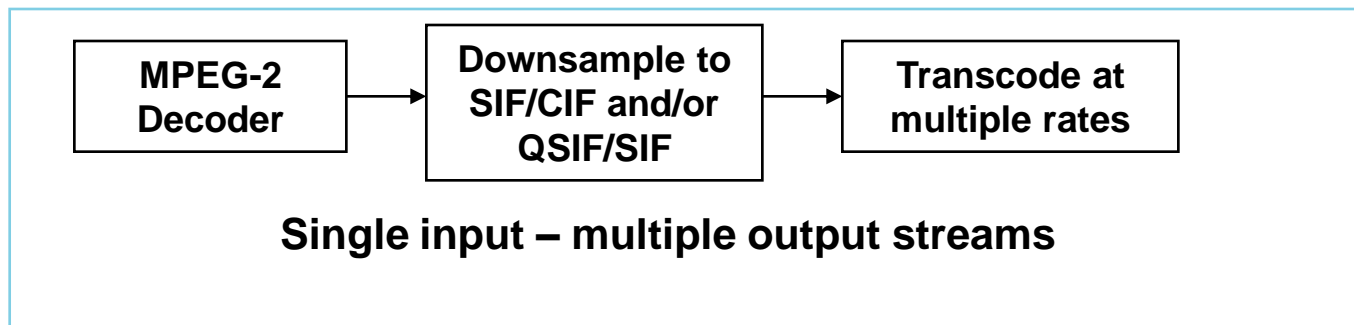 MPEG-2
Decoder
Downsample to
SIF/CIF and/or
QSIF/SIF
Transcode at
multiple rates
Single input – multiple output streams